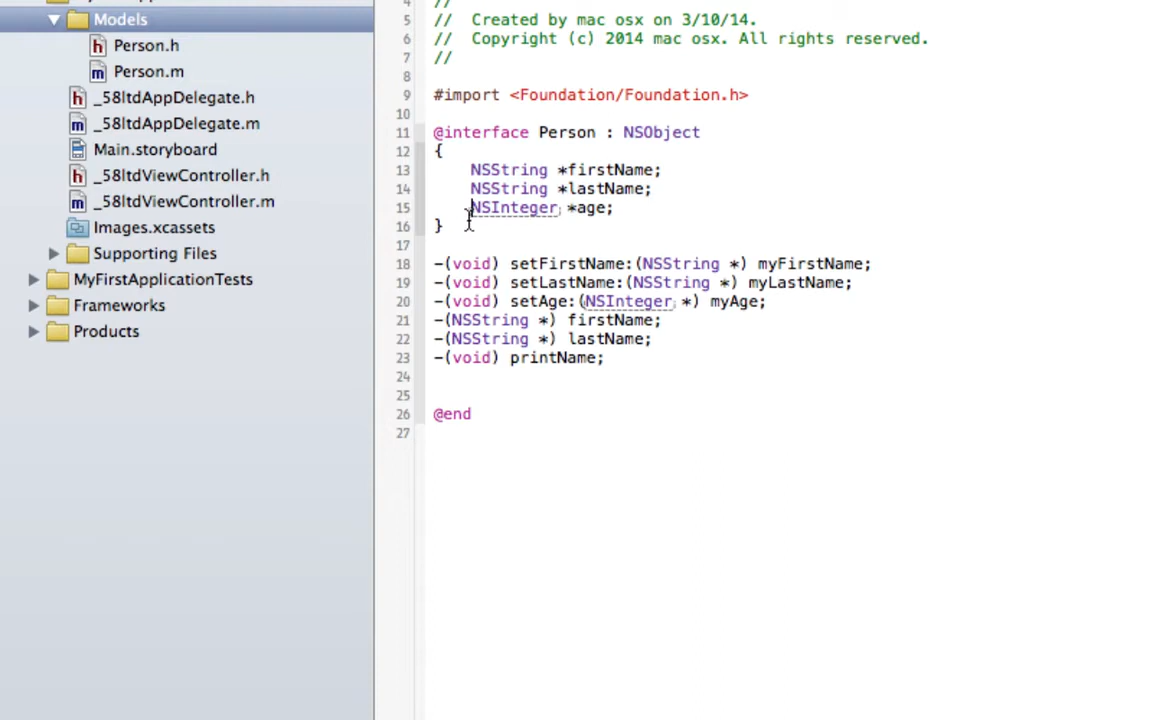 Models
Person.h
Person.m
_58ltdAppDelegate.h
_58ltdAppDelegate.m
Main.storyboard
_58ltdViewController.h
_58ltdViewController.m
Images.xcassets
Supporting Files
MyFirstApplicationTests
Frameworks
Products
4 //
5 // Created by mac osx on 3/10/14.
6 // Copyright (c) 2014 mac osx. All rights reserved.
7 //
8
9 #import <Foundation/Foundation.h>
10
11 @interface Person : NSObject
12 {
13 NSString *firstName;
14 NSString *lastName;
15 NSInteger *age;
16 }
17
18 -(void) setFirstName:(NSString *) myFirstName;
19 -(void) setLastName:(NSString *) myLastName;
20 -(void) setAge:(NSInteger *) myAge;
21 -(NSString *) firstName;
22 -(NSString *) lastName;
23 -(void) printName;
24
25
26 @end
27